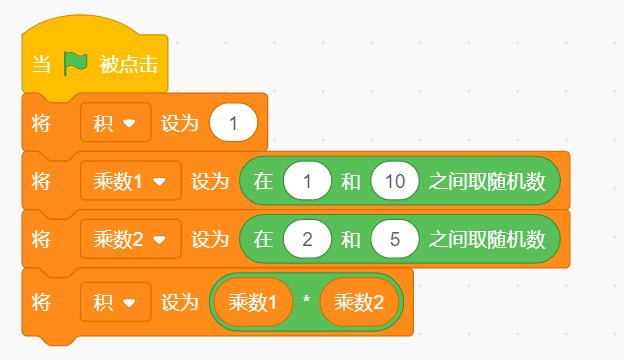 当 被点击
将 积 设为 1
将 乘数1 设为 在 1 和 10 之间取随机数
将 乘数2 设为 在 2 和 5 之间取随机数
将 积 设为 乘数1 * 乘数2